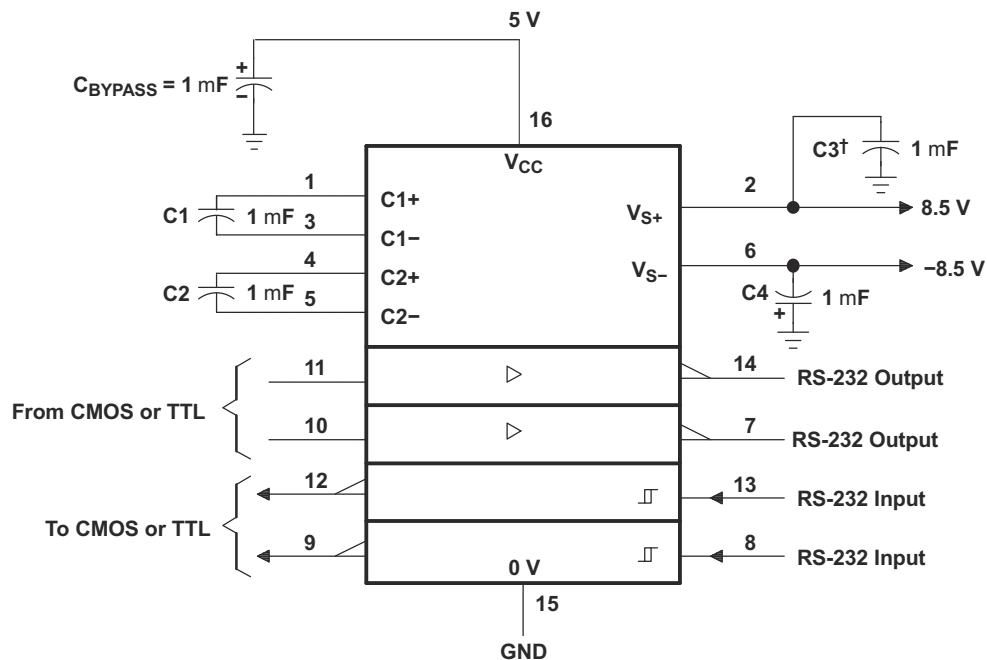 5 V
CBYPASS = 1 mF
+
−
16
VCC
C3†
1 mF
1
C1+
C1
1 mF
3
C1−
2
VS+
8.5 V
4
C2+
C2
1 mF
5
C2−
6
VS−
−8.5 V
C4
1 mF
+
From CMOS or TTL
11
14
RS-232 Output
10
7
RS-232 Output
To CMOS or TTL
12
13
RS-232 Input
9
8
RS-232 Input
0 V
15
GND